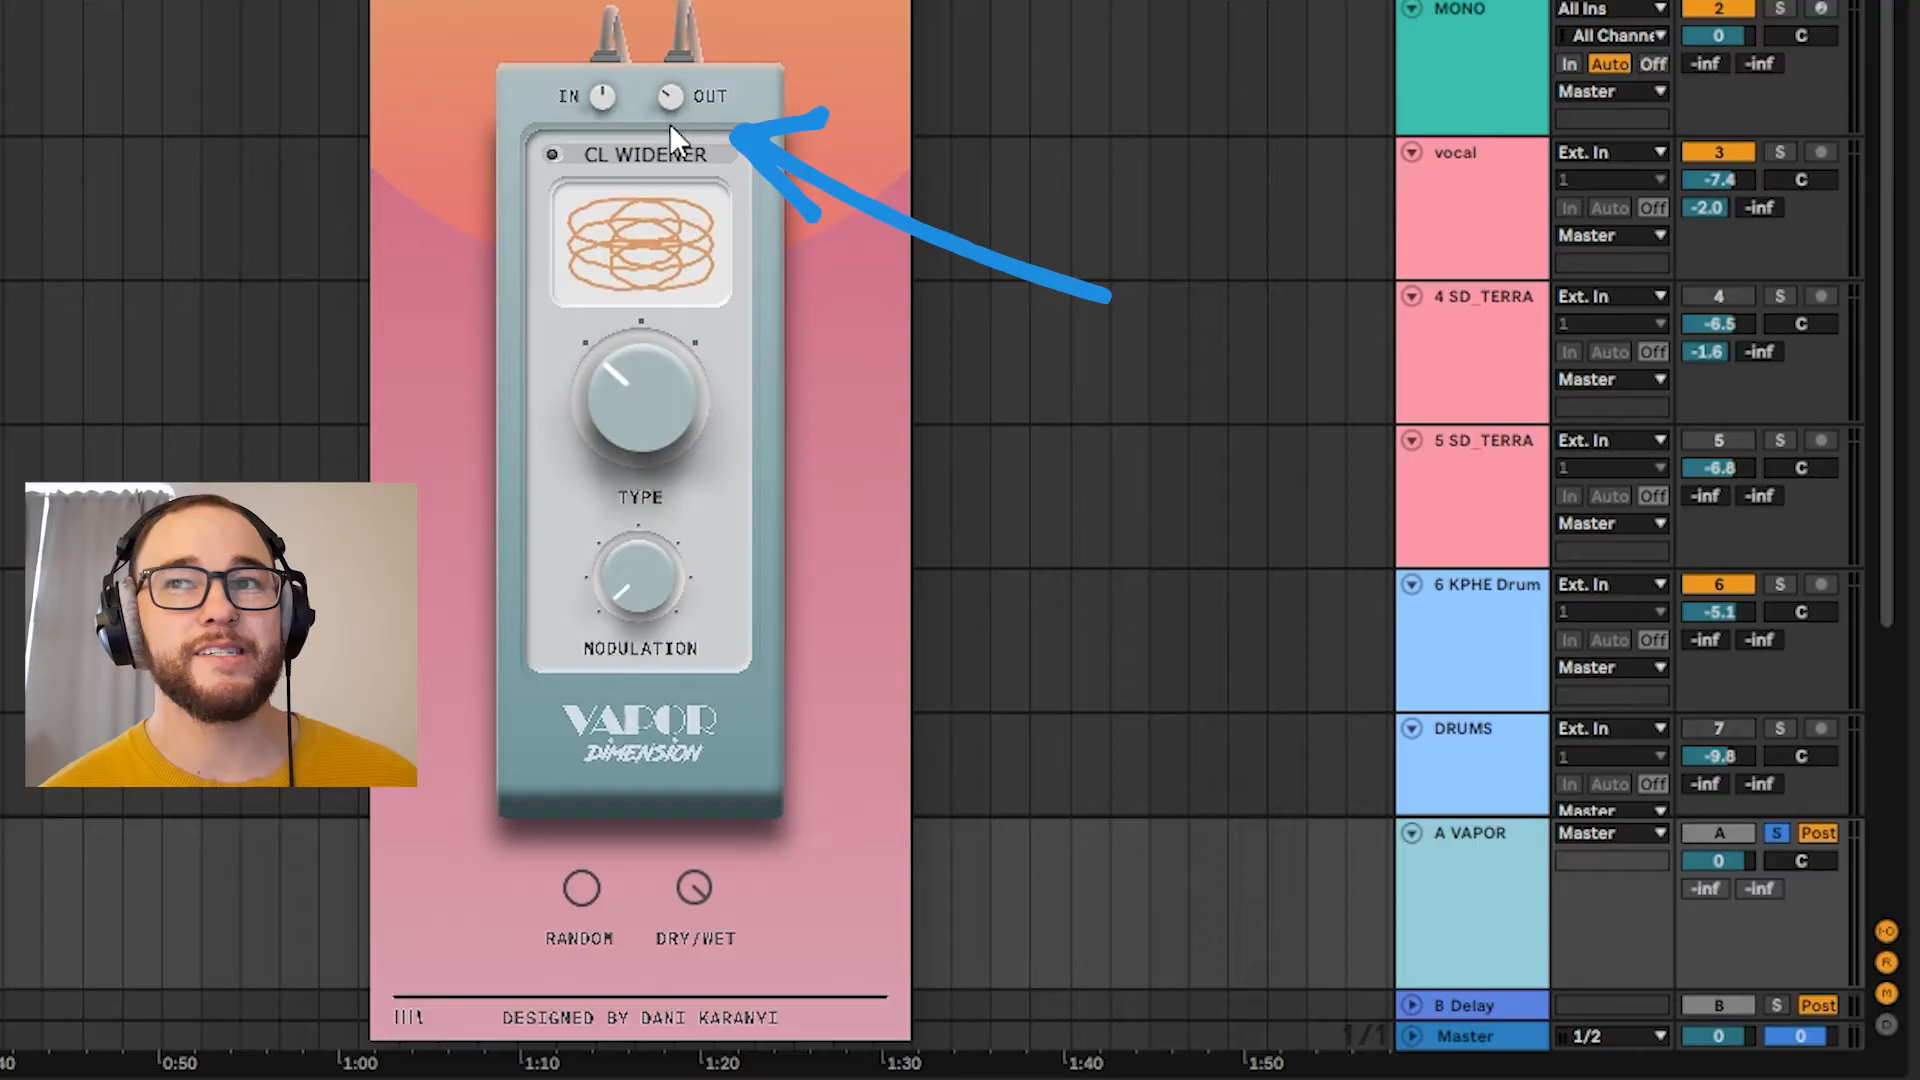 IN OUT
CL WIDENER
TYPE
MODULATION
VAPOR
DIMENSION
RANDOM DRY/WET
DESIGNED BY DANI KARANYI
40 0:50 1:00 1:10 1:20 1:30 1:40 1:50
1/1
MONO All Ins 2 S
All Channe 0 C
In Auto Off -inf -inf
Master
vocal Ext. In 3 S
1 -7.4 C
In Auto Off -2.0 -inf
Master
4 SD_TERRA Ext. In 4 S
1 -6.5 C
In Auto Off -1.6 -inf
Master
5 SD_TERRA Ext. In 5 S
1 -6.8 C
In Auto Off -inf -inf
Master
6 KPHE Drum Ext. In 6 S
1 -5.1 C
In Auto Off -inf -inf
Master
DRUMS Ext. In 7 S
1 -9.8 C
In Auto Off -inf -inf
Master
A VAPOR Master A S Post
0 C
-inf -inf
B Delay B S Post
Master 1/2 0 0
I-O
R
M
D